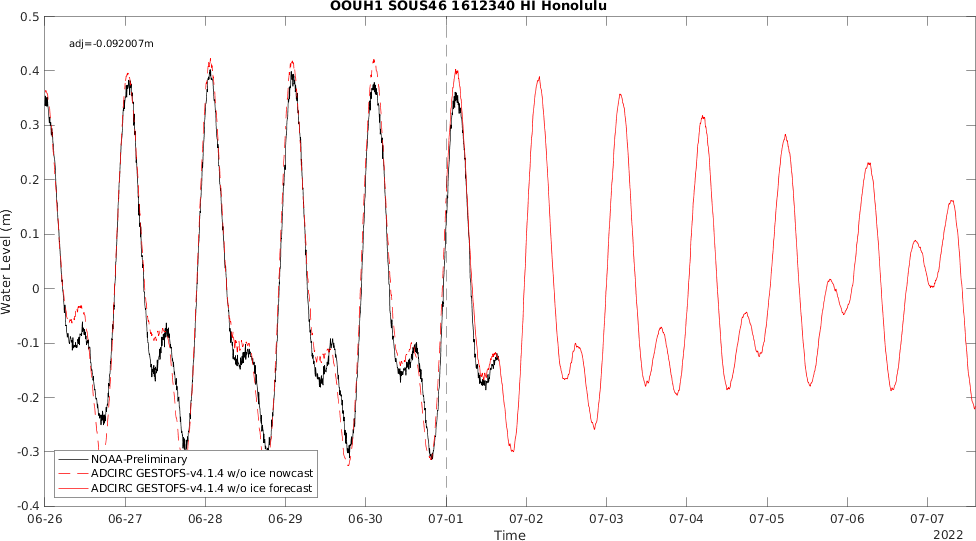 OOUH1 SOUS46 1612340 HI Honolulu
adj=-0.092007m
0.5
0.4
0.3
0.2
0.1
0
-0.1
-0.2
-0.3
-0.4
Water Level (m)
NOAA-Preliminary
ADCIRC GESTOFS-v4.1.4 w/o ice nowcast
ADCIRC GESTOFS-v4.1.4 w/o ice forecast
06-26 06-27 06-28 06-29 06-30 07-01 07-02 07-03 07-04 07-05 07-06 07-07
Time
2022